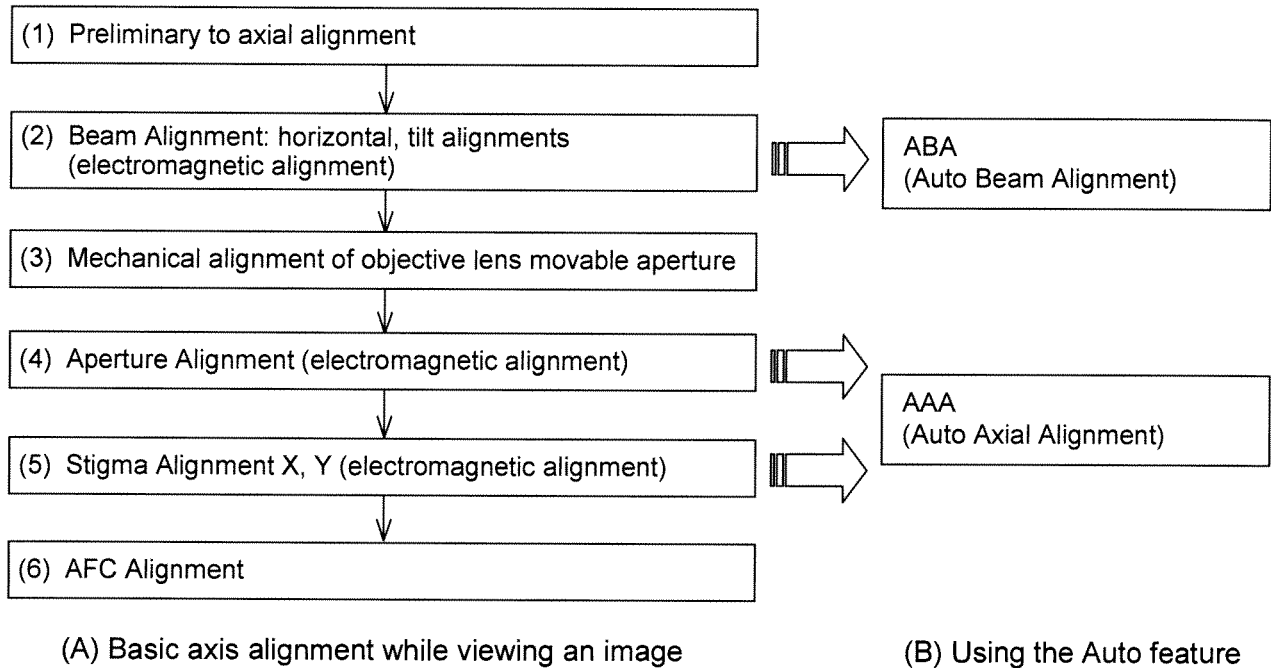 (1) Preliminary to axial alignment
(2) Beam Alignment: horizontal, tilt alignments
(electromagnetic alignment)
ABA
(Auto Beam Alignment)
(3) Mechanical alignment of objective lens movable aperture
(4) Aperture Alignment (electromagnetic alignment)
AAA
(Auto Axial Alignment)
(5) Stigma Alignment X, Y (electromagnetic alignment)
(6) AFC Alignment
(A) Basic axis alignment while viewing an image
(B) Using the Auto feature